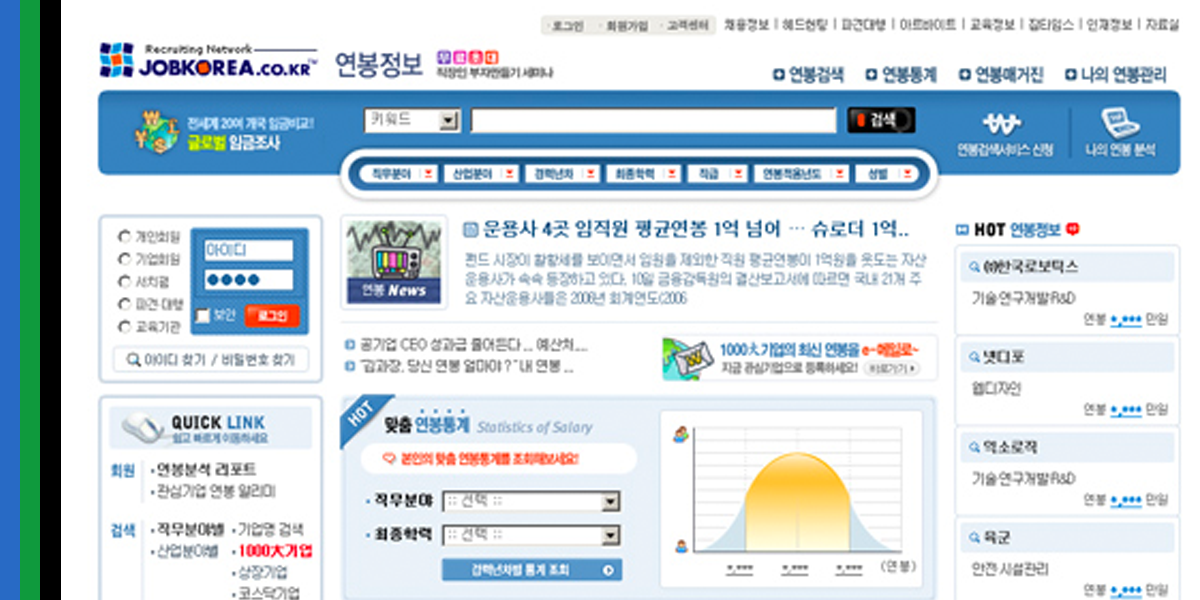 · 로그인 · 회원가입 · 고객센터 채용정보 | 헤드헌팅 | 파견대행 | 아르바이트 | 교육정보 | 잡타임스 | 인재정보 | 자료실
Recruiting Network
JOBKOREA.CO.KR™ 연봉정보
무료초대
직장인 부자만들기 세미나
연봉검색 연봉통계 연봉매거진 나의 연봉관리
전세계 20여 개국 임금비교!
글로벌 임금조사
키워드 검색
연봉검색서비스 신청 나의 연봉 분석
직무분야 산업분야 경력년차 최종학력 직급 연봉적용년도 성별
개인회원
기업회원
서치펌
파견·대행
교육기관
아이디
보안 로그인
아이디 찾기 / 비밀번호 찾기
연봉 News
운용사 4곳 임직원 평균연봉 1억 넘어 … 슈로더 1억..
펀드 시장이 활황세를 보이면서 임원을 제외한 직원 평균연봉이 1억원을 웃도는 자산
운용사가 속속 등장하고 있다. 10일 금융감독원의 결산보고서에 따르면 국내 21개 주
요 자산운용사들은 2006년 회계연도(2006
공기업 CEO 성과급 줄어든다 ... 예산처....
"김과장, 당신 연봉 얼마야?" 내 연봉 ...
1000大기업의 최신 연봉을 e-메일로~
지금 관심기업으로 등록하세요! 바로가기
HOT 연봉정보
㈜한국로보틱스
기술·연구개발R&D
연봉 *,*** 만원
넷디포
웹디자인
연봉 *,*** 만원
익소로직
기술·연구개발R&D
연봉 *,*** 만원
육군
안전·시설관리
연봉 *,*** 만원
QUICK LINK
쉽고 빠르게 이동하세요
회원 · 연봉분석 리포트
· 관심기업 연봉 알리미
검색 · 직무분야별 · 기업명 검색
· 산업분야별 · 1000大기업
· 상장기업
· 코스닥기업
HOT
맞춤 연봉통계 Statistics of Salary
본인의 맞춤 연봉통계를 조회해보세요!
· 직무분야 :: 선택 ::
· 최종학력 :: 선택 ::
경력년차별 통계 조회
*,*** *,*** *,*** (연봉)